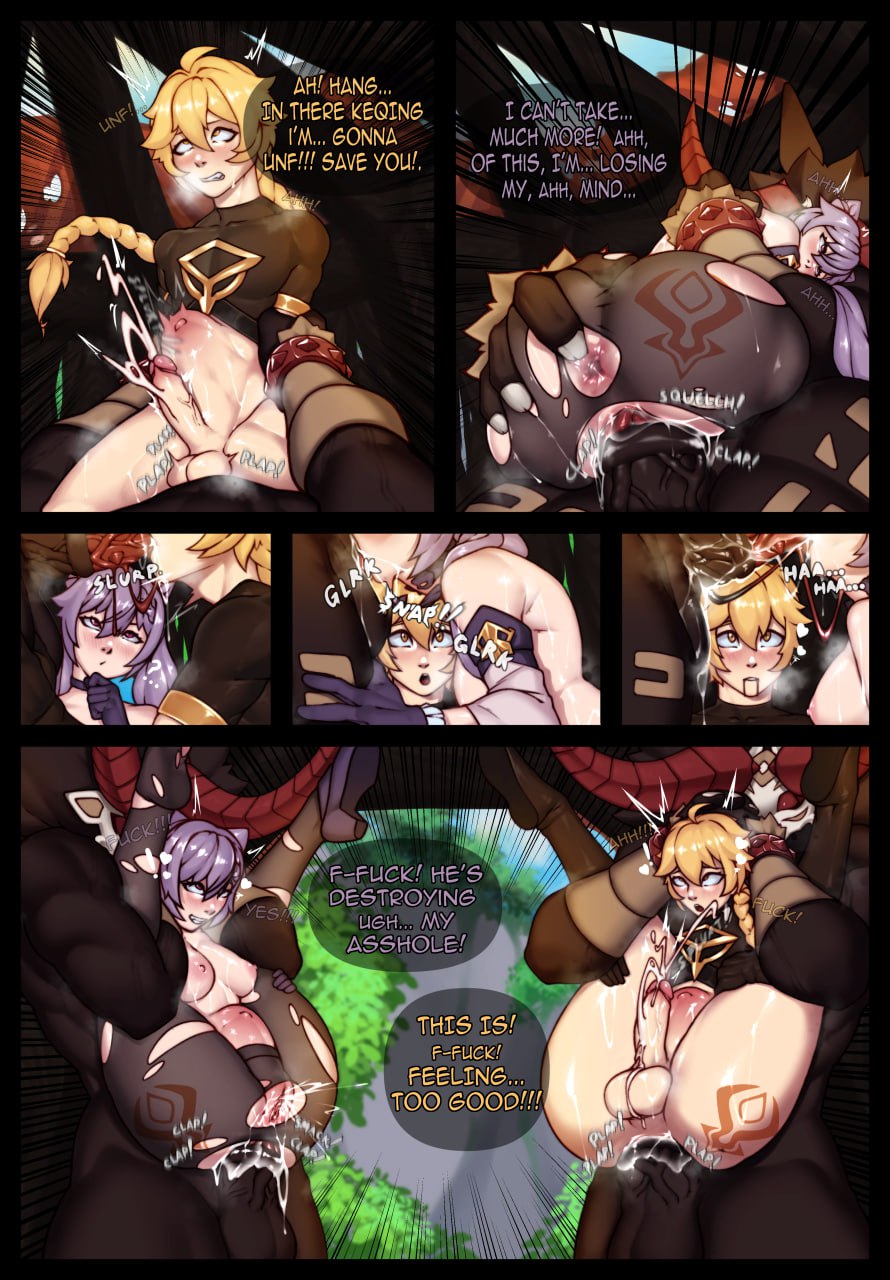 UNF!...
AH! HANG...
IN THERE KEQING
I'M... GONNA
UNF!!! SAVE YOU!.
AHH!
PLAP!
PLAP!
I CAN'T TAKE...
MUCH MORE! AHH,
OF THIS, I'M... LOSING
MY, AHH, MIND...
AHH,
AHH...
SQUELCH!
CLAP!
CLAP!
SLURP.
?
GLRK
SNAP!!
GLRK
HAA...
HAA...
FUCK!!!
YES!!!
F-FUCK! HE'S
DESTROYING
UGH... MY
ASSHOLE!
CLAP!
CLAP!
AHH!!!
FUCK!
THIS IS!
F-FUCK!
FEELING...
TOO GOOD!!!
PLAP!
PLAP!
PLAP!